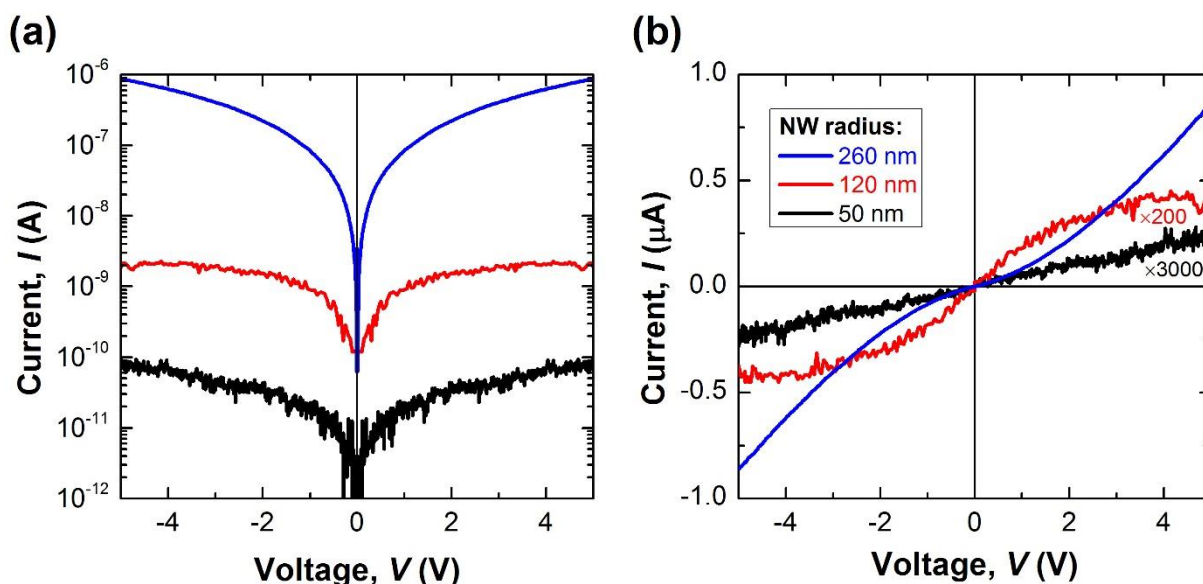 (a)
Current, I (A)
10⁻⁶
10⁻⁷
10⁻⁸
10⁻⁹
10⁻¹⁰
10⁻¹¹
10⁻¹²
-4 -2 0 2 4
Voltage, V (V)
(b)
Current, I (µA)
1.0
0.5
0.0
-0.5
-1.0
NW radius:
260 nm
120 nm
50 nm
×200
×3000
-4 -2 0 2 4
Voltage, V (V)